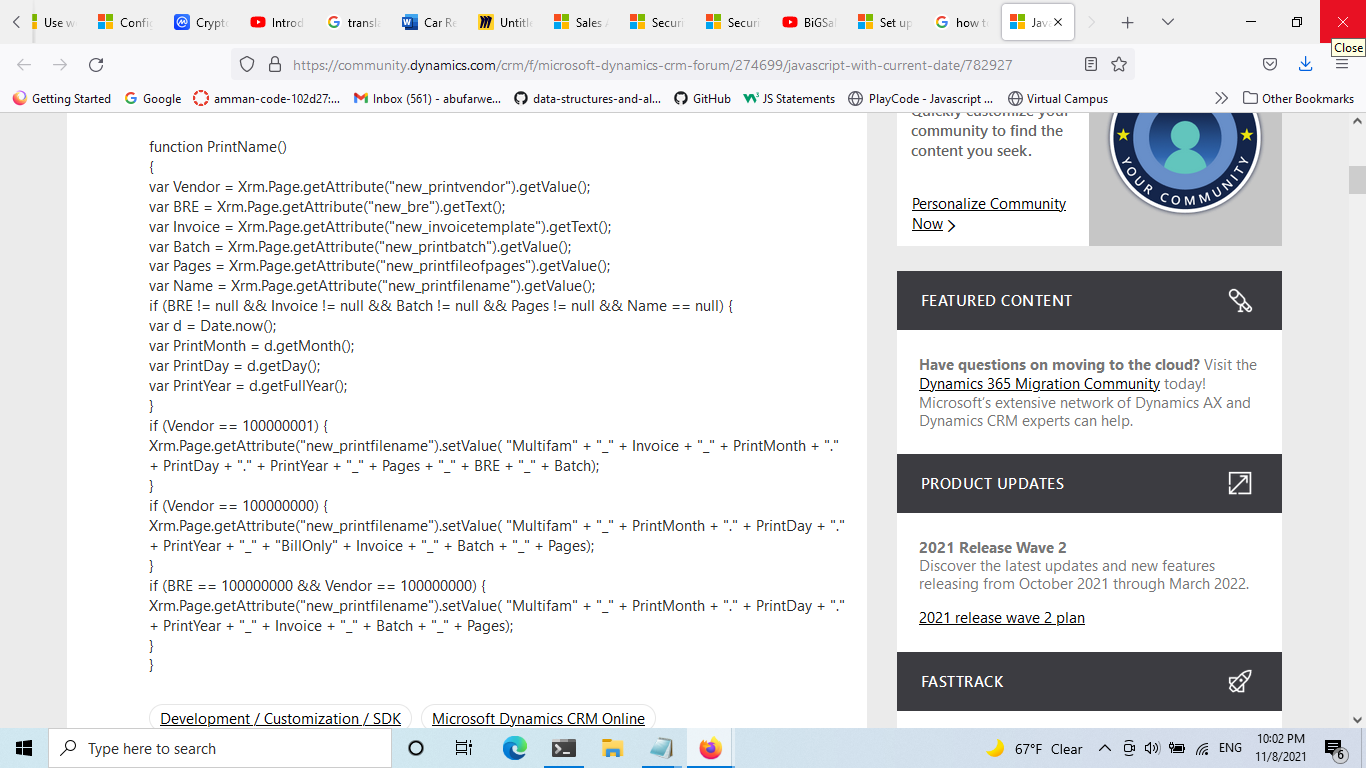 Use w
Config
Crypt
Introd
transla
Car Re
Untitle
Sales
Securi
Securi
BiGSal
Set up
how t
Jav
Close
https://community.dynamics.com/crm/f/microsoft-dynamics-crm-forum/274699/javascript-with-current-date/782927
Getting Started
Google
amman-code-102d27:...
Inbox (561) - abufarwe...
data-structures-and-al...
GitHub
JS Statements
PlayCode - Javascript ...
Virtual Campus
Other Bookmarks
function PrintName()
{
var Vendor = Xrm.Page.getAttribute("new_printvendor").getValue();
var BRE = Xrm.Page.getAttribute("new_bre").getText();
var Invoice = Xrm.Page.getAttribute("new_invoicetemplate").getText();
var Batch = Xrm.Page.getAttribute("new_printbatch").getValue();
var Pages = Xrm.Page.getAttribute("new_printfileofpages").getValue();
var Name = Xrm.Page.getAttribute("new_printfilename").getValue();
if (BRE != null && Invoice != null && Batch != null && Pages != null && Name == null) {
var d = Date.now();
var PrintMonth = d.getMonth();
var PrintDay = d.getDay();
var PrintYear = d.getFullYear();
}
if (Vendor == 100000001) {
Xrm.Page.getAttribute("new_printfilename").setValue( "Multifam" + "_" + Invoice + "_" + PrintMonth + "."
+ PrintDay + "." + PrintYear + "_" + Pages + "_" + BRE + "_" + Batch);
}
if (Vendor == 100000000) {
Xrm.Page.getAttribute("new_printfilename").setValue( "Multifam" + "_" + PrintMonth + "." + PrintDay + "."
+ PrintYear + "_" + "BillOnly" + Invoice + "_" + Batch + "_" + Pages);
}
if (BRE == 100000000 && Vendor == 100000000) {
Xrm.Page.getAttribute("new_printfilename").setValue( "Multifam" + "_" + PrintMonth + "." + PrintDay + "."
+ PrintYear + "_" + Invoice + "_" + Batch + "_" + Pages);
}
}
Development / Customization / SDK
Microsoft Dynamics CRM Online
Quickly customize your
community to find the
content you seek.
Personalize Community
Now
YOUR COMMUNITY
FEATURED CONTENT
Have questions on moving to the cloud? Visit the
Dynamics 365 Migration Community today!
Microsoft's extensive network of Dynamics AX and
Dynamics CRM experts can help.
PRODUCT UPDATES
2021 Release Wave 2
Discover the latest updates and new features
releasing from October 2021 through March 2022.
2021 release wave 2 plan
FASTTRACK
Type here to search
67°F Clear
ENG
10:02 PM
11/8/2021
6